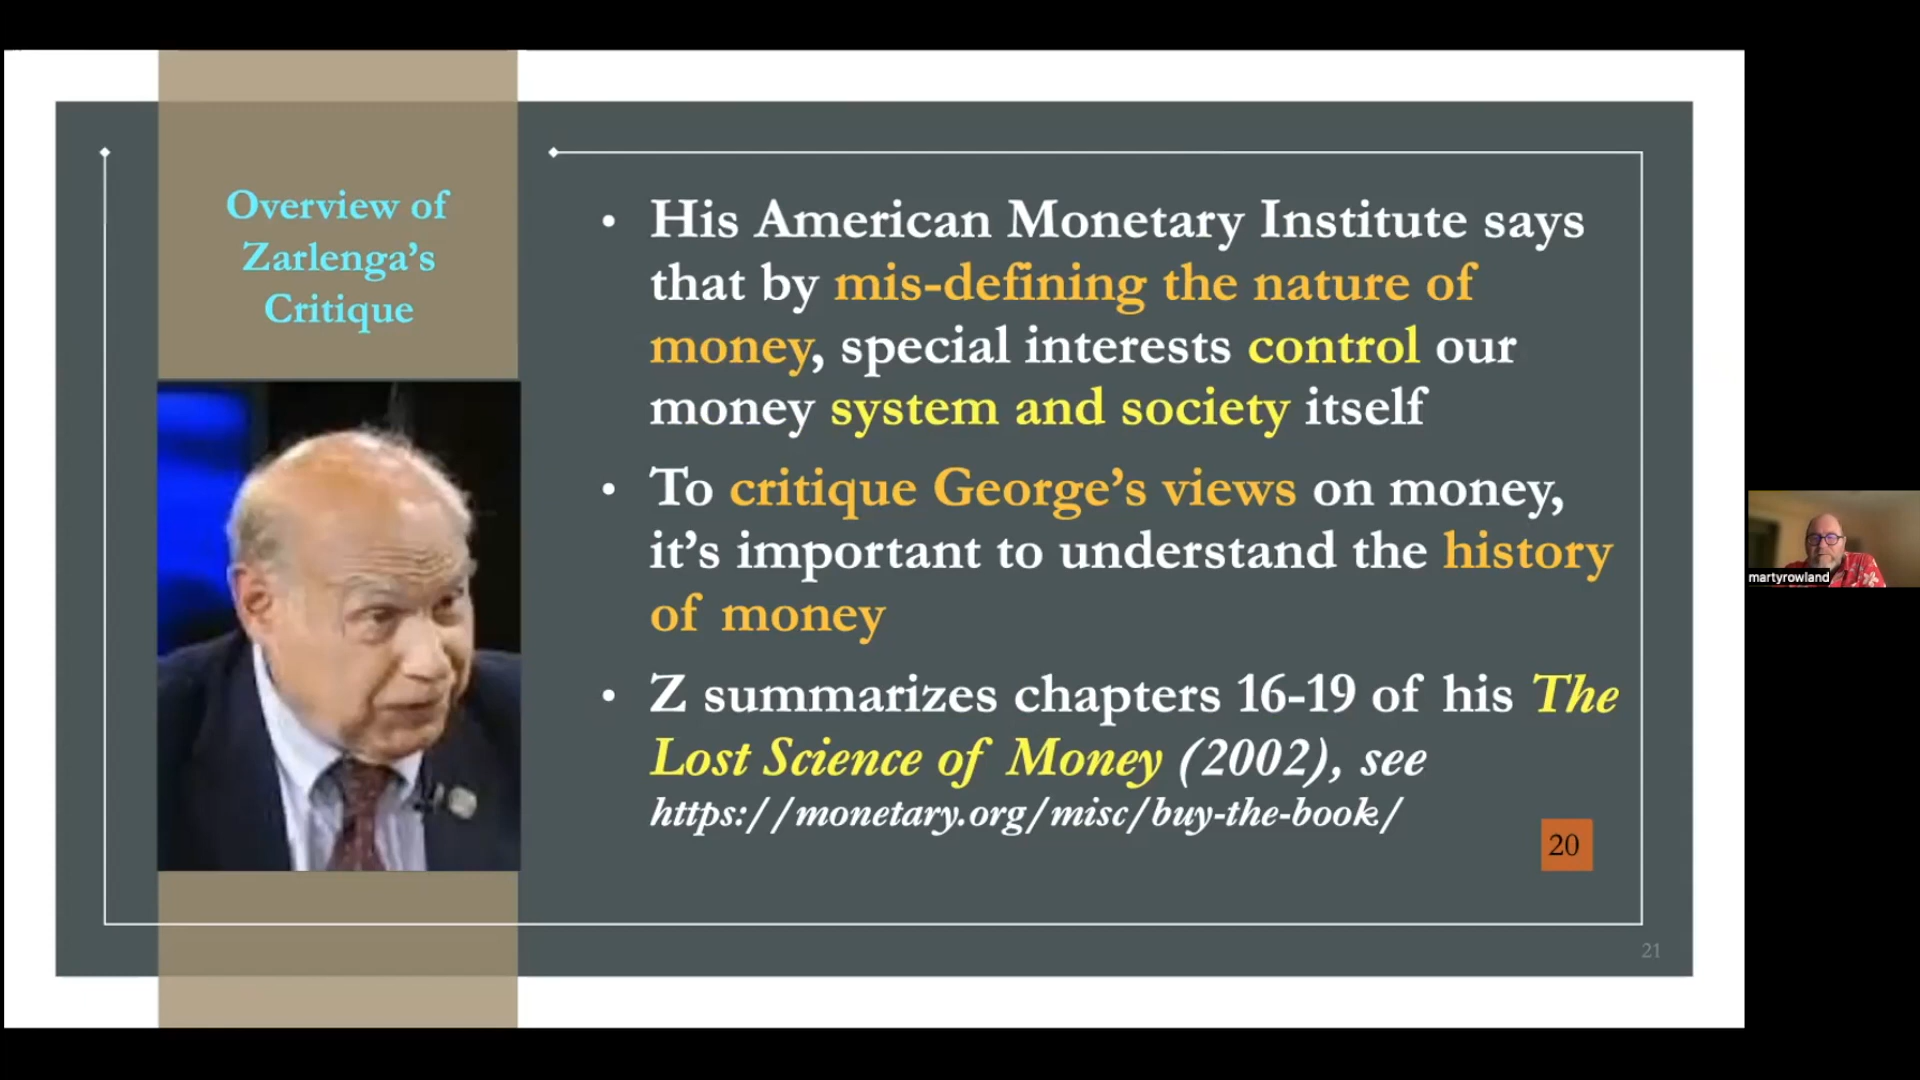 Overview of
Zarlenga’s
Critique
• His American Monetary Institute says
that by mis-defining the nature of
money, special interests control our
money system and society itself
• To critique George’s views on money,
it’s important to understand the history
of money
• Z summarizes chapters 16-19 of his The
Lost Science of Money (2002), see
https://monetary.org/misc/buy-the-book/
20
21
martyrowland